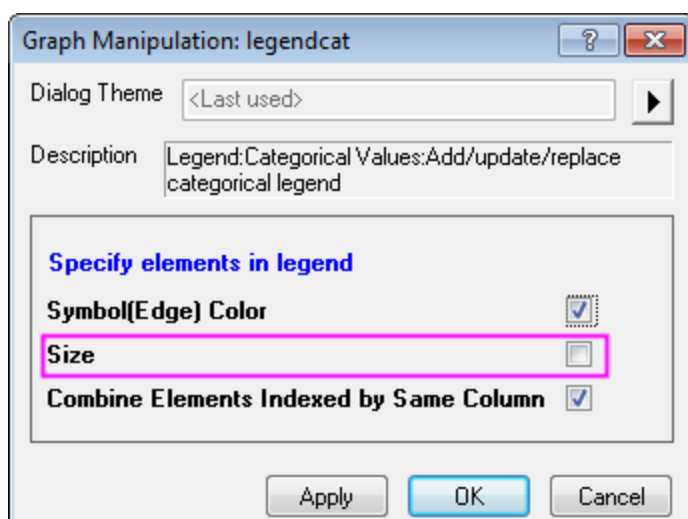 Graph Manipulation: legendcat
?
Dialog Theme <Last used>
Description Legend:Categorical Values:Add/update/replace
categorical legend
Specify elements in legend
Symbol(Edge) Color
Size
Combine Elements Indexed by Same Column
Apply OK Cancel